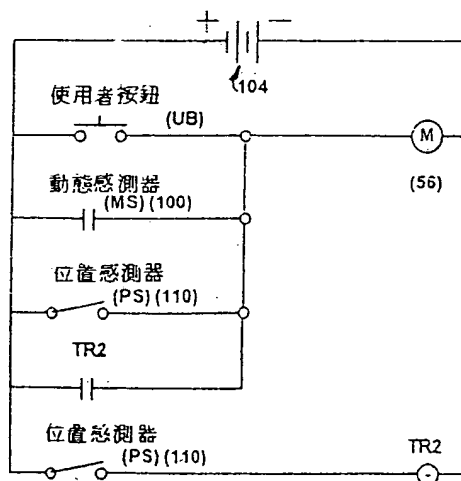 + −
104
使用者按鈕
(UB)
M
(56)
動態感測器
(MS) (100)
位置感測器
(PS) (110)
TR2
位置感測器
(PS) (110)
TR2